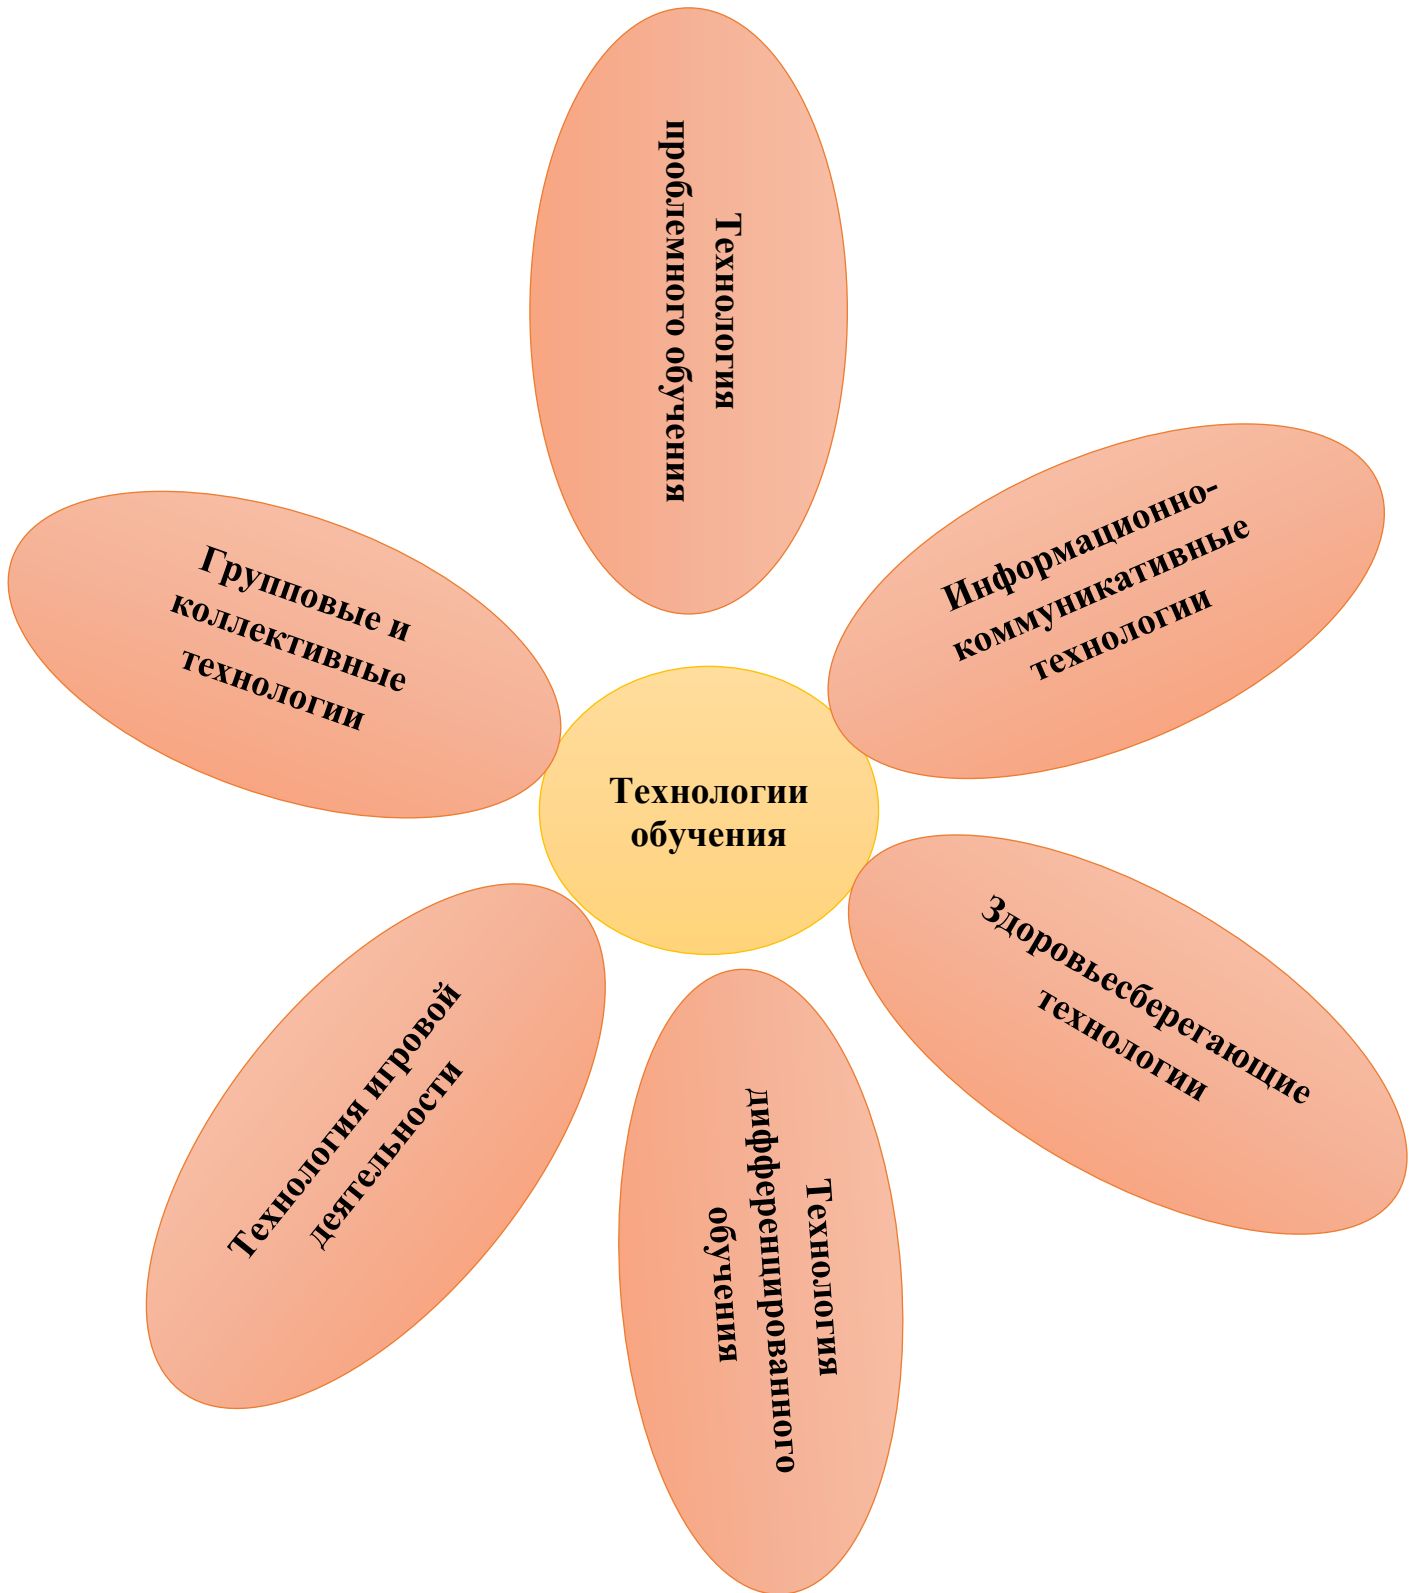 Технология
проблемного обучения
Информационно-
коммуникативные
технологии
Групповые и
коллективные
технологии
Технологии
обучения
Здоровьесберегающие
технологии
Технология игровой
деятельности
Технология
дифференцированного
обучения